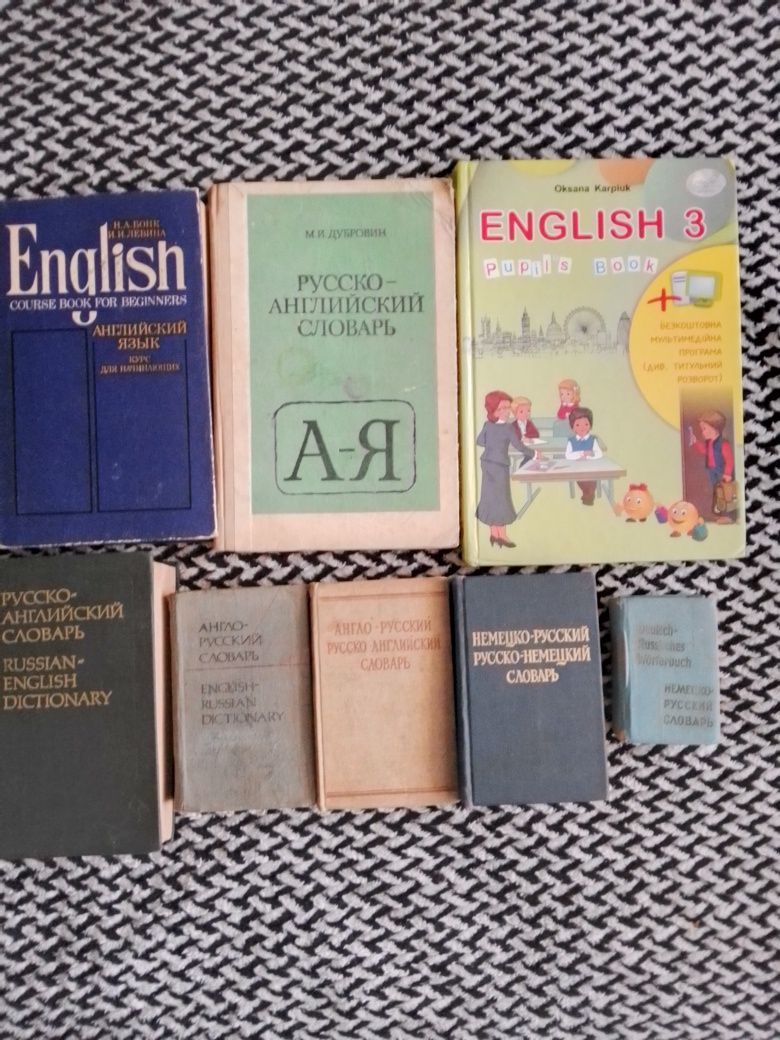 Н.А.БОНК
И.И.ЛЕВИНА
English
COURSE BOOK FOR BEGINNERS
АНГЛИЙСКИЙ
ЯЗЫК
КУРС
ДЛЯ НАЧИНАЮЩИХ
М.И.ДУБРОВИН
РУССКО-
АНГЛИЙСКИЙ
СЛОВАРЬ
А-Я
Oksana Karpiuk
ENGLISH 3
Pupil's Book
+
БЕЗКОШТОВНА
МУЛЬТИМЕДІЙНА
ПРОГРАМА
(ДИВ. ТИТУЛЬНИЙ
РОЗВОРОТ)
РУССКО-
АНГЛИЙСКИЙ
СЛОВАРЬ
RUSSIAN-
ENGLISH
DICTIONARY
АНГЛО-
РУССКИЙ
СЛОВАРЬ
ENGLISH-
RUSSIAN
DICTIONARY
АНГЛО-РУССКИЙ
РУССКО-АНГЛИЙСКИЙ
СЛОВАРЬ
НЕМЕЦКО-РУССКИЙ
РУССКО-НЕМЕЦКИЙ
СЛОВАРЬ
Deutsch-
Russisches
Wörterbuch
НЕМЕЦКО-
РУССКИЙ
СЛОВАРЬ